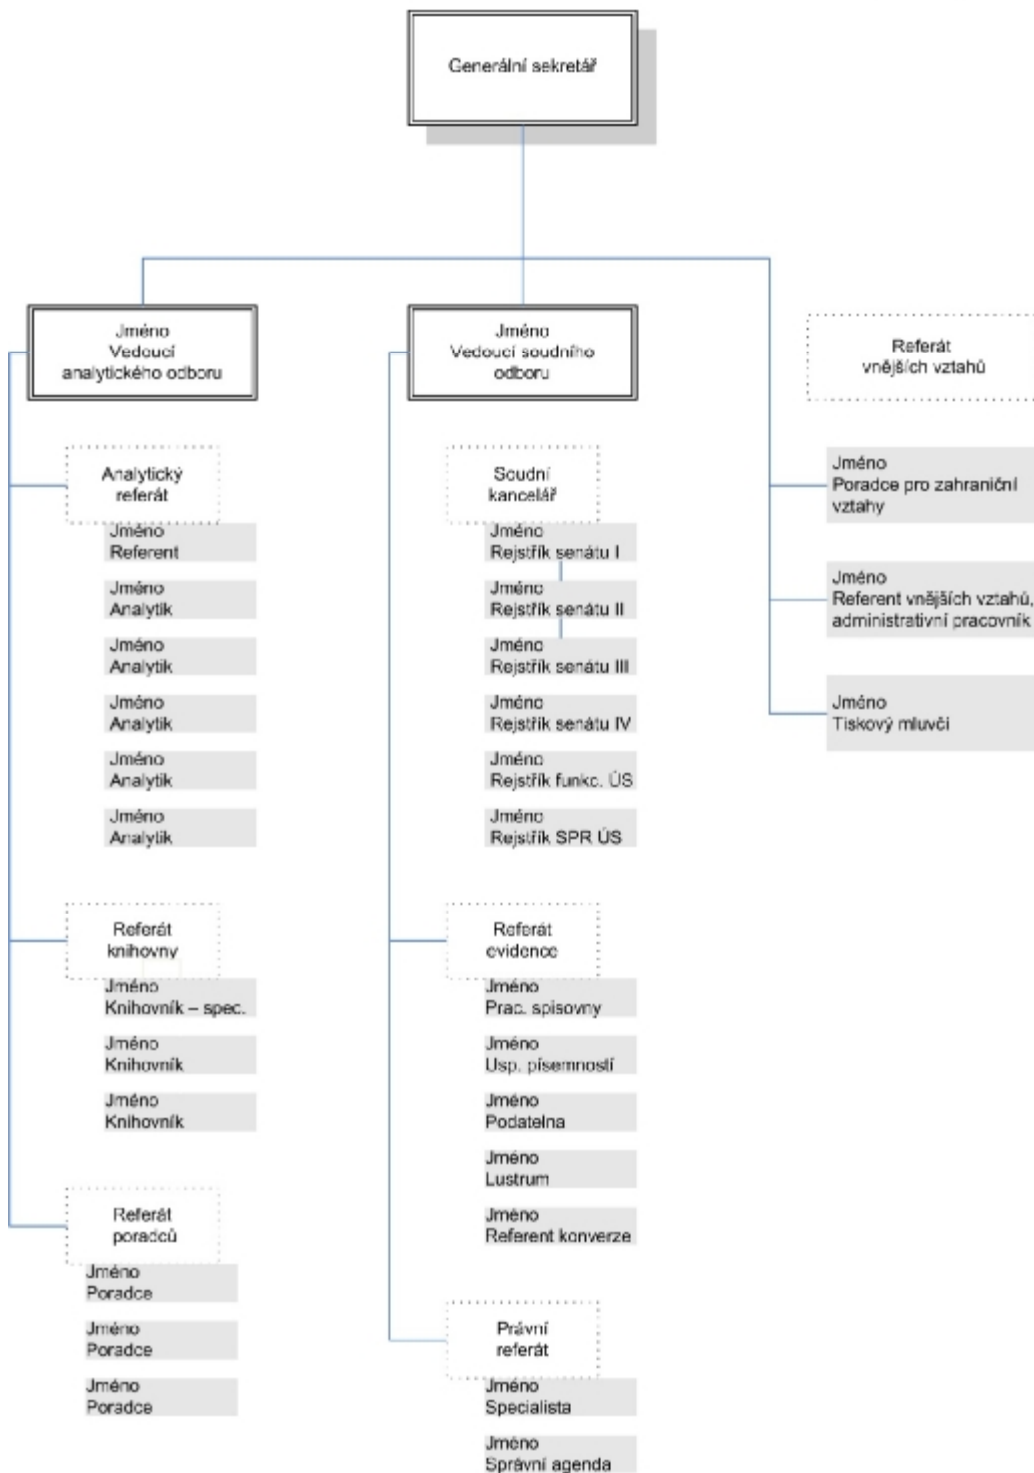 Generální sekretář
Jméno
Vedoucí
analytického odboru
Analytický
referát
Jméno
Referent
Jméno
Analytik
Jméno
Analytik
Jméno
Analytik
Jméno
Analytik
Jméno
Analytik
Referát
knihovny
Jméno
Knihovník – spec.
Jméno
Knihovník
Jméno
Knihovník
Referát
poradců
Jméno
Poradce
Jméno
Poradce
Jméno
Poradce
Jméno
Vedoucí soudního
odboru
Soudní
kancelář
Jméno
Rejstřík senátu I
Jméno
Rejstřík senátu II
Jméno
Rejstřík senátu III
Jméno
Rejstřík senátu IV
Jméno
Rejstřík funkc. ÚS
Jméno
Rejstřík SPR ÚS
Referát
evidence
Jméno
Prac. spisovny
Jméno
Usp. písemností
Jméno
Podatelna
Jméno
Lustrum
Jméno
Referent konverze
Právní
referát
Jméno
Specialista
Jméno
Správní agenda
Referát
vnějších vztahů
Jméno
Poradce pro zahraniční
vztahy
Jméno
Referent vnějších vztahů,
administrativní pracovník
Jméno
Tiskový mluvčí